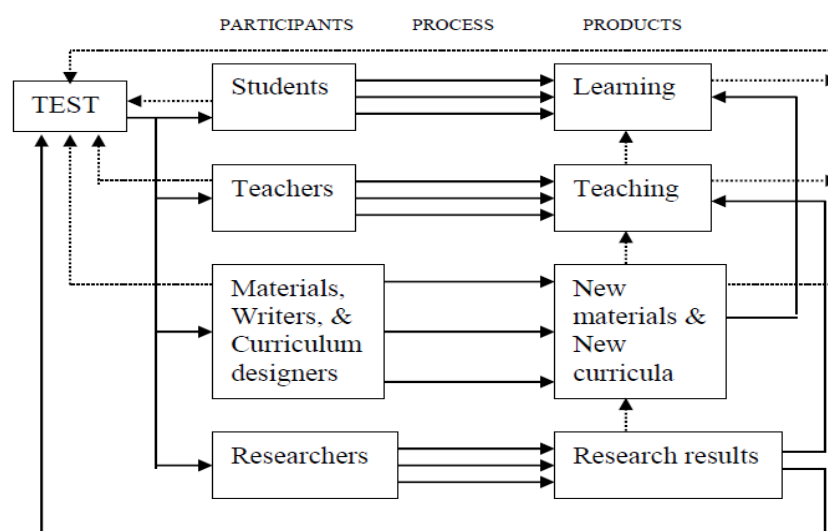 PARTICIPANTS PROCESS PRODUCTS
TEST
Students
Learning
Teachers
Teaching
Materials,
Writers, &
Curriculum
designers
New
materials &
New
curricula
Researchers
Research results